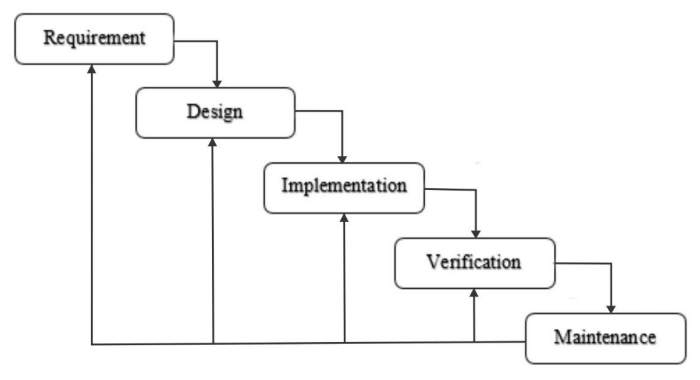 Requirement
Design
Implementation
Verification
Maintenance